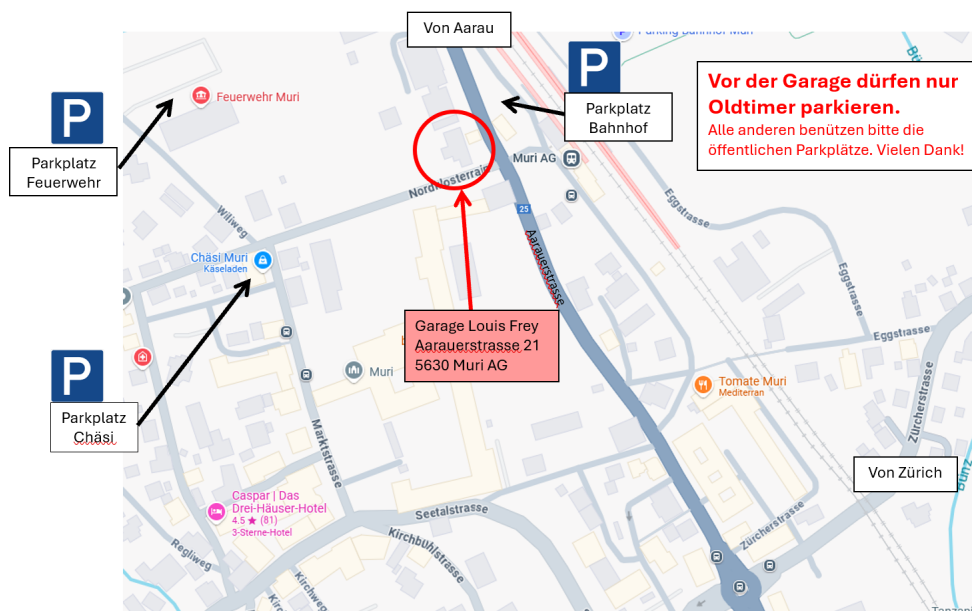 Von Aarau
Parking Bahnhof Muri
P
Parkplatz
Bahnhof
Vor der Garage dürfen nur
Oldtimer parkieren.
Alle anderen benützen bitte die
öffentlichen Parkplätze. Vielen Dank!
P
Parkplatz
Feuerwehr
Feuerwehr Muri
Muri AG
Nordklosterrain
25
Aarauerstrasse
Eggstrasse
Eggstrasse
Eggstrasse
Wiliweg
Chäsi Muri
Käseladen
Garage Louis Frey
Aarauerstrasse 21
5630 Muri AG
P
Parkplatz
Chäsi
Muri
Marktstrasse
Tomate Muri
Mediterran
Zürcherstrasse
Von Zürich
Bünz
Caspar | Das
Drei-Häuser-Hotel
4.5 ★ (81)
3-Sterne-Hotel
Seetalstrasse
Kirchbühlstrasse
Zürcherstrasse
Regliweg
Kirchweg